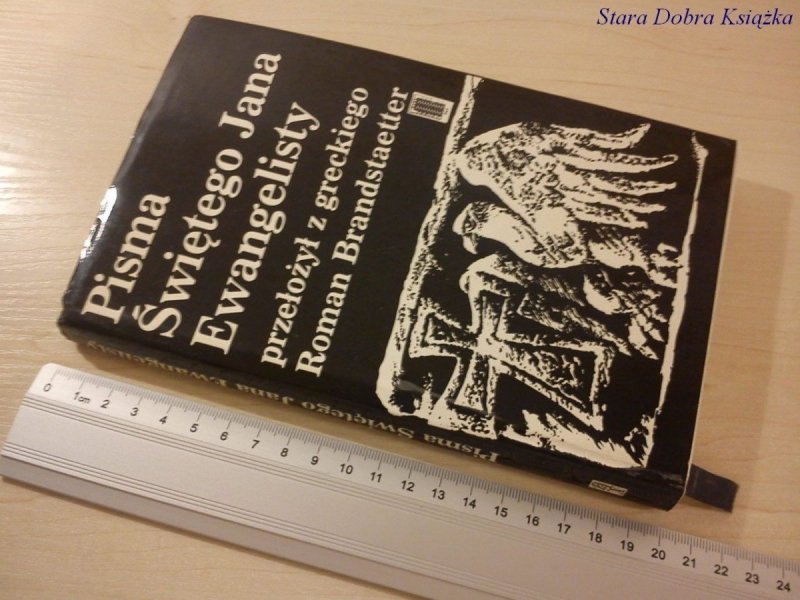 Stara Dobra Książka
Pisma
Świętego Jana
Ewangelisty
przełożył z greckiego
Roman Brandstaetter
Pisma Świętego Jana Ewangelisty
0 1cm 2 3 4 5 6 7 8 9 10 11 12 13 14 15 16 17 18 19 20 21 22 23 24